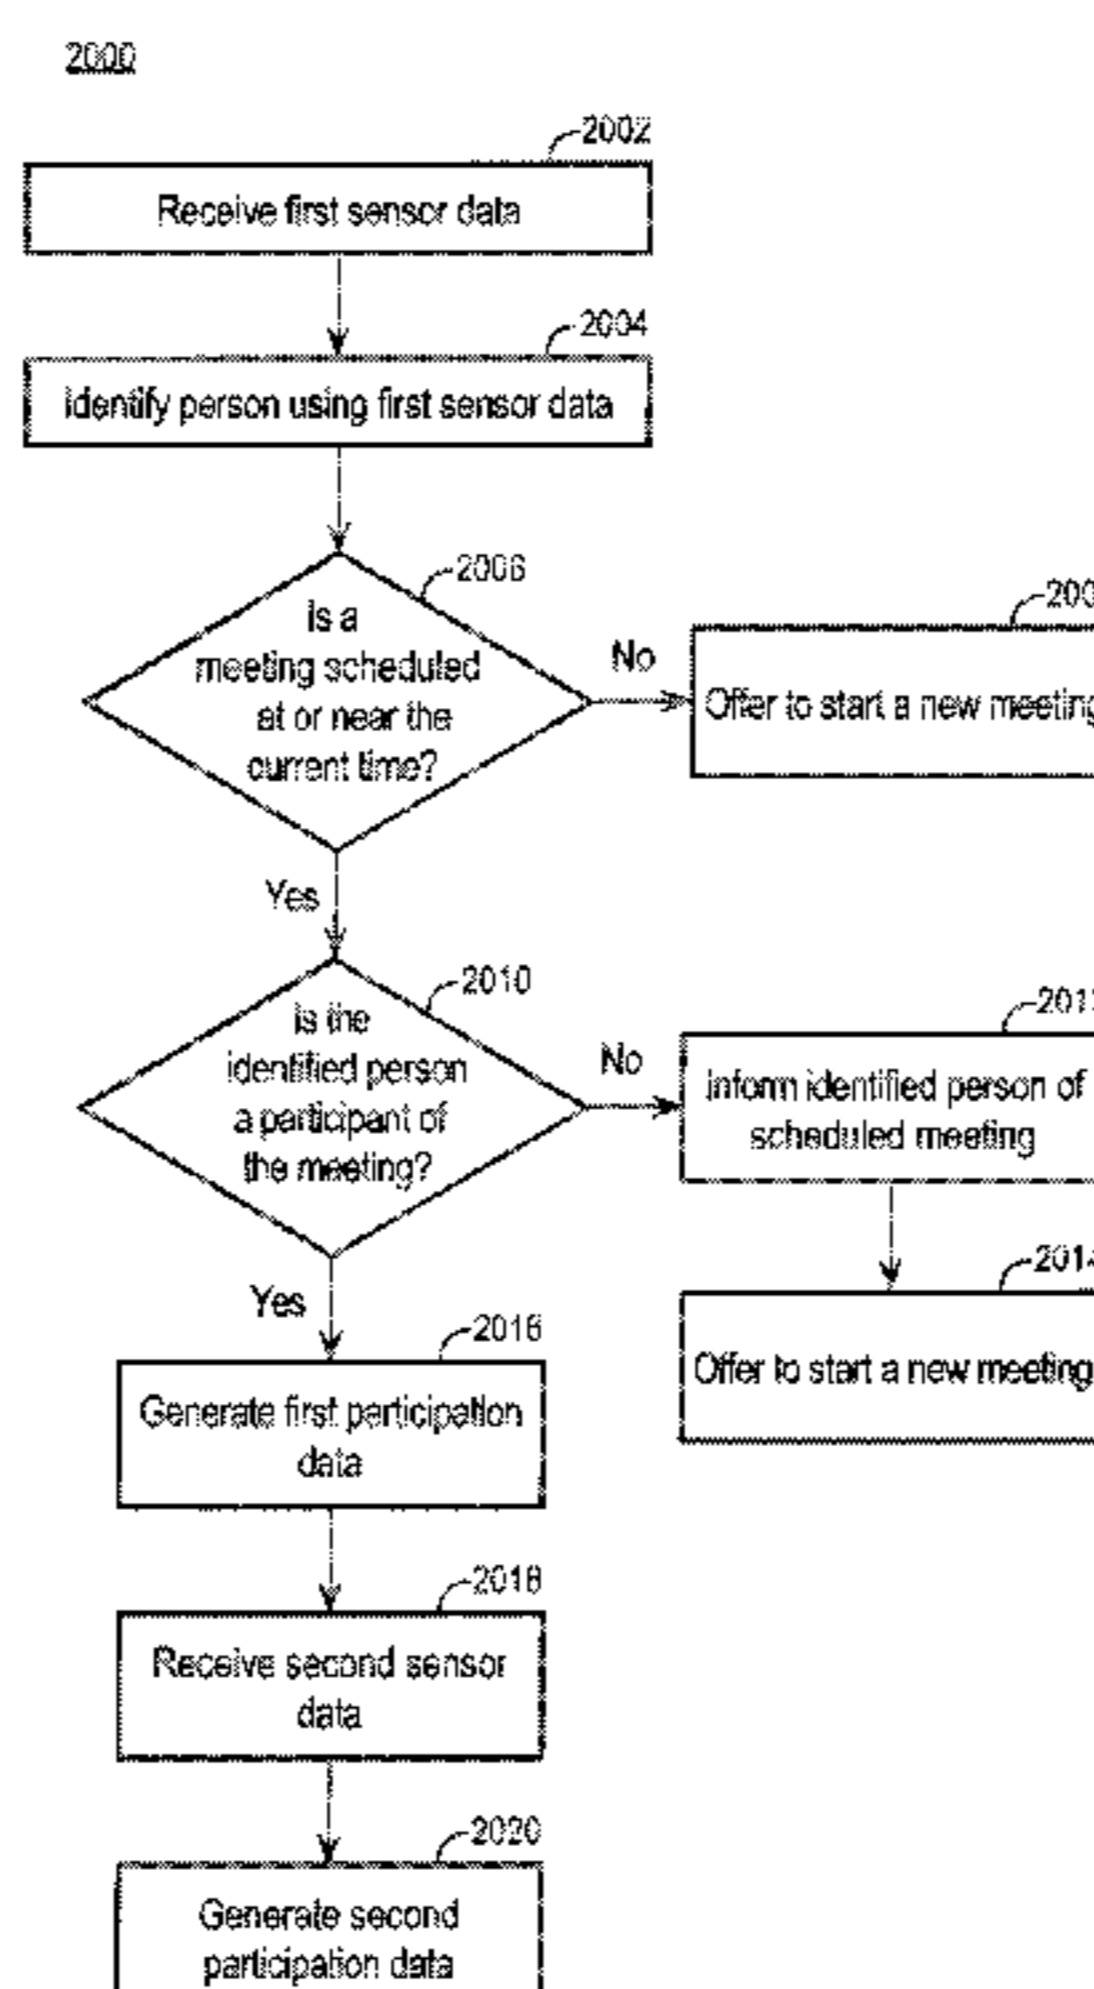 2000
2002
Receive first sensor data
2004
Identify person using first sensor data
2006
Is a
meeting scheduled
at or near the
current time?
No
Offer to start a new meeting
Yes
2010
Is the
identified person
a participant of
the meeting?
No
Inform identified person of
scheduled meeting
Offer to start a new meeting
Yes
2016
Generate first participation
data
2018
Receive second sensor
data
2020
Generate second
participation data